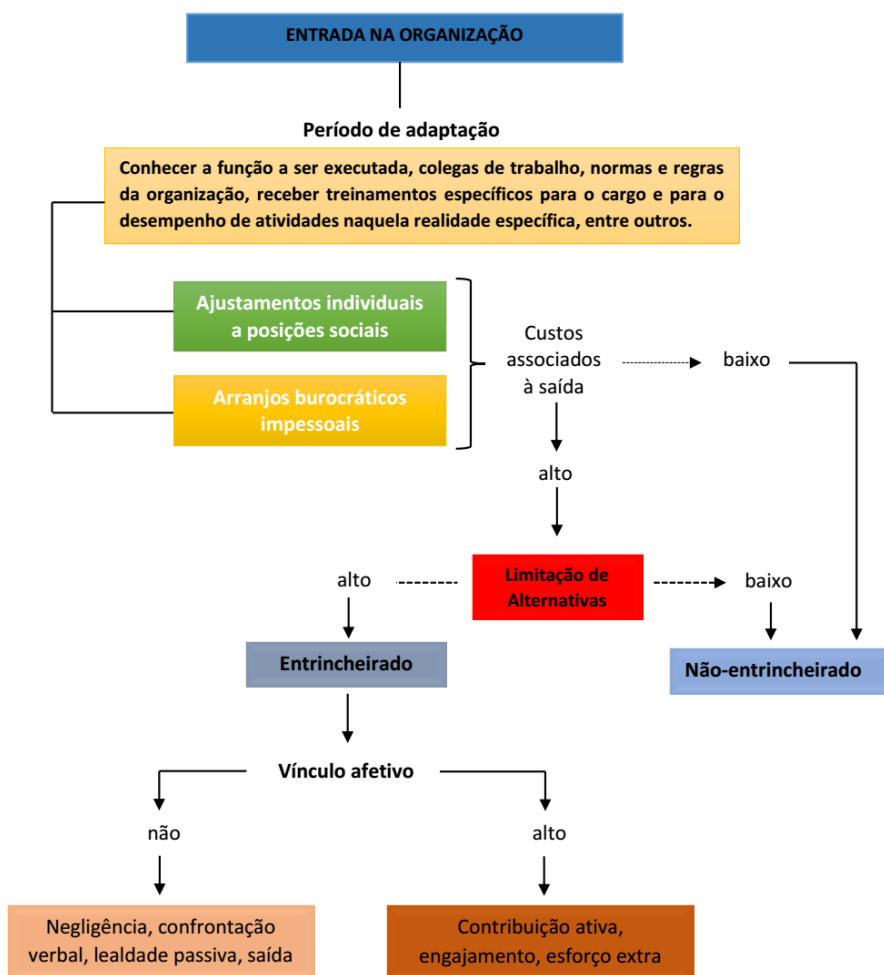 ENTRADA NA ORGANIZAÇÃO
Período de adaptação
Conhecer a função a ser executada, colegas de trabalho, normas e regras
da organização, receber treinamentos específicos para o cargo e para o
desempenho de atividades naquela realidade específica, entre outros.
Ajustamentos individuais
a posições sociais
Arranjos burocráticos
impessoais
Custos
associados
à saída
baixo
alto
Limitação de
Alternativas
alto
baixo
Entrincheirado
Não-entrincheirado
Vínculo afetivo
não
alto
Negligência, confrontação
verbal, lealdade passiva, saída
Contribuição ativa,
engajamento, esforço extra